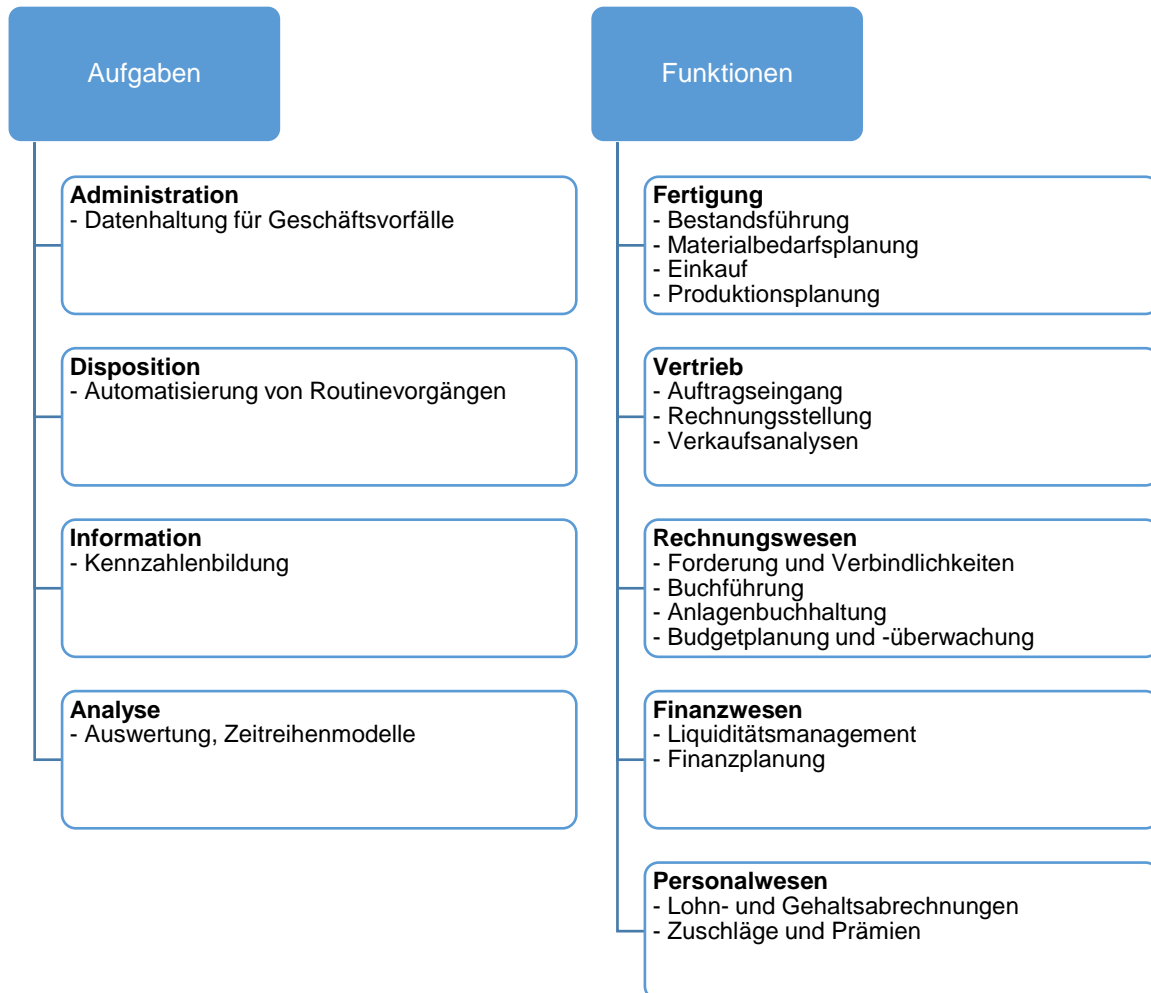 Aufgaben
Administration
- Datenhaltung für Geschäftsvorfälle
Disposition
- Automatisierung von Routinevorgängen
Information
- Kennzahlenbildung
Analyse
- Auswertung, Zeitreihenmodelle
Funktionen
Fertigung
- Bestandsführung
- Materialbedarfsplanung
- Einkauf
- Produktionsplanung
Vertrieb
- Auftragseingang
- Rechnungsstellung
- Verkaufsanalysen
Rechnungswesen
- Forderung und Verbindlichkeiten
- Buchführung
- Anlagenbuchhaltung
- Budgetplanung und -überwachung
Finanzwesen
- Liquiditätsmanagement
- Finanzplanung
Personalwesen
- Lohn- und Gehaltsabrechnungen
- Zuschläge und Prämien